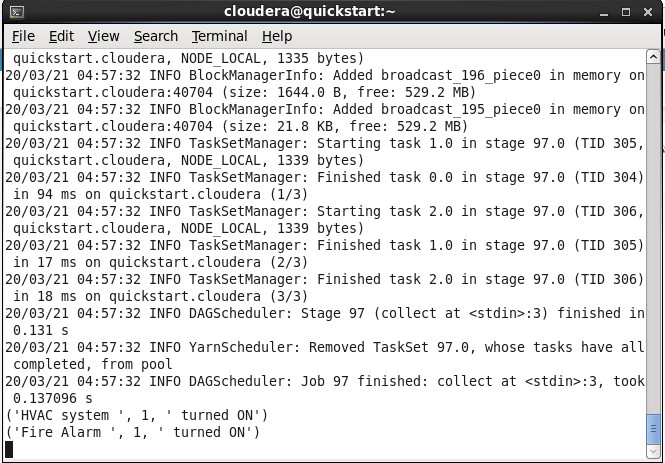 cloudera@quickstart:~
File Edit View Search Terminal Help
quickstart.cloudera, NODE_LOCAL, 1335 bytes)
20/03/21 04:57:32 INFO BlockManagerInfo: Added broadcast_196_piece0 in memory on
quickstart.cloudera:40704 (size: 1644.0 B, free: 529.2 MB)
20/03/21 04:57:32 INFO BlockManagerInfo: Added broadcast_195_piece0 in memory on
quickstart.cloudera:40704 (size: 21.8 KB, free: 529.2 MB)
20/03/21 04:57:32 INFO TaskSetManager: Starting task 1.0 in stage 97.0 (TID 305,
quickstart.cloudera, NODE_LOCAL, 1339 bytes)
20/03/21 04:57:32 INFO TaskSetManager: Finished task 0.0 in stage 97.0 (TID 304)
in 94 ms on quickstart.cloudera (1/3)
20/03/21 04:57:32 INFO TaskSetManager: Starting task 2.0 in stage 97.0 (TID 306,
quickstart.cloudera, NODE_LOCAL, 1339 bytes)
20/03/21 04:57:32 INFO TaskSetManager: Finished task 1.0 in stage 97.0 (TID 305)
in 17 ms on quickstart.cloudera (2/3)
20/03/21 04:57:32 INFO TaskSetManager: Finished task 2.0 in stage 97.0 (TID 306)
in 18 ms on quickstart.cloudera (3/3)
20/03/21 04:57:32 INFO DAGScheduler: Stage 97 (collect at <stdin>:3) finished in
0.131 s
20/03/21 04:57:32 INFO YarnScheduler: Removed TaskSet 97.0, whose tasks have all
completed, from pool
20/03/21 04:57:32 INFO DAGScheduler: Job 97 finished: collect at <stdin>:3, took
0.137096 s
('HVAC system ', 1, ' turned ON')
('Fire Alarm ', 1, ' turned ON')